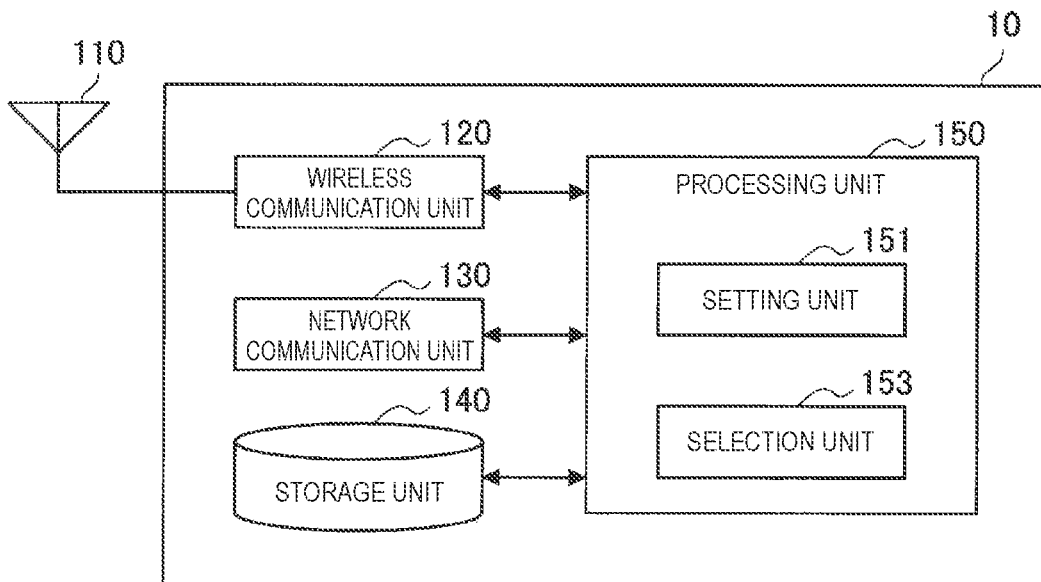 10
110
120
WIRELESS
COMMUNICATION UNIT
130
NETWORK
COMMUNICATION UNIT
140
STORAGE UNIT
150
PROCESSING UNIT
151
SETTING UNIT
153
SELECTION UNIT